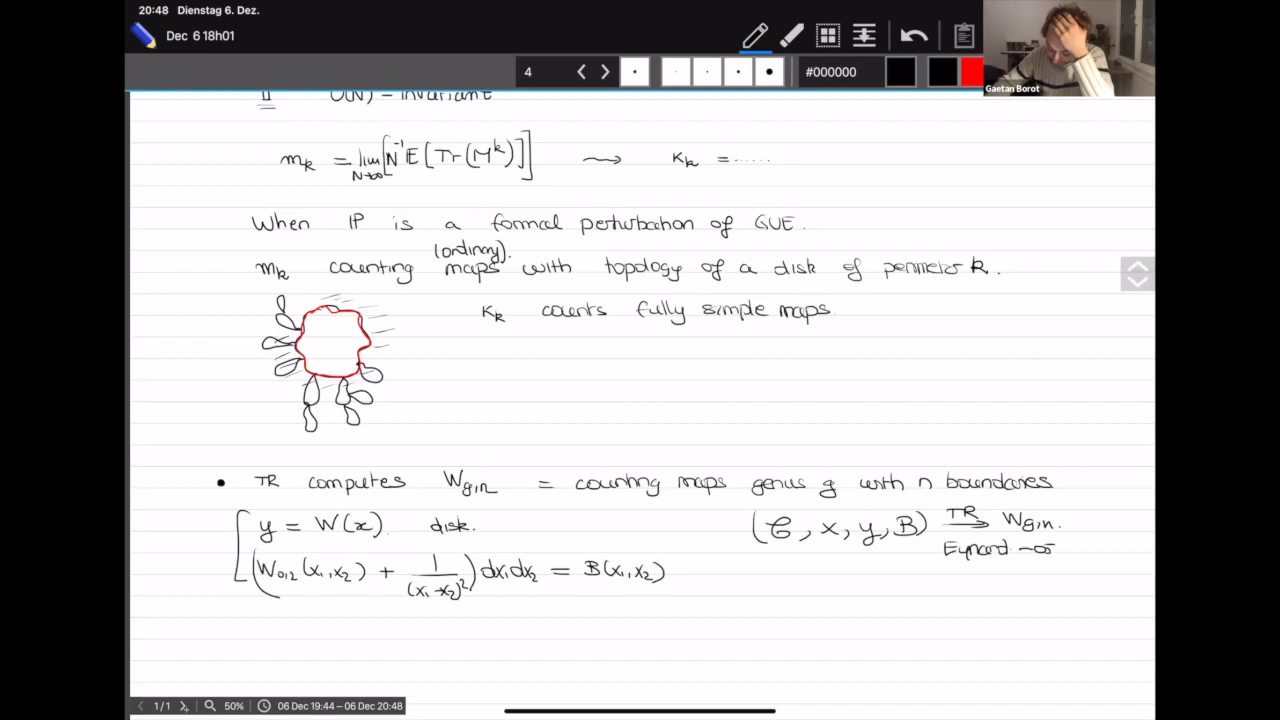 20:48 Dienstag 6. Dez.
Dec 6 18h01
4
#000000
Gaetan Borot
II U(N) - invariant
m_k = lim_{N→∞} [N^{-1} E[Tr(M^k)]] ⇝ K_k = ......
When IP is a formal perturbation of GUE.
(ordinary).
m_k counting maps with topology of a disk of perimeter k.
K_k counts fully simple maps.
• TR computes W_{g,n} = counting maps genus g with n boundaries
y = W(x). disk. (C, x, y, B) TR→ W_{g,n}.
Eynard ~00
(W_{0,2}(x_1,x_2) + 1/(x_1-x_2)^2) dx_1 dx_2 = B(x_1,x_2)
1/1 50% 06 Dec 19:44 – 06 Dec 20:48